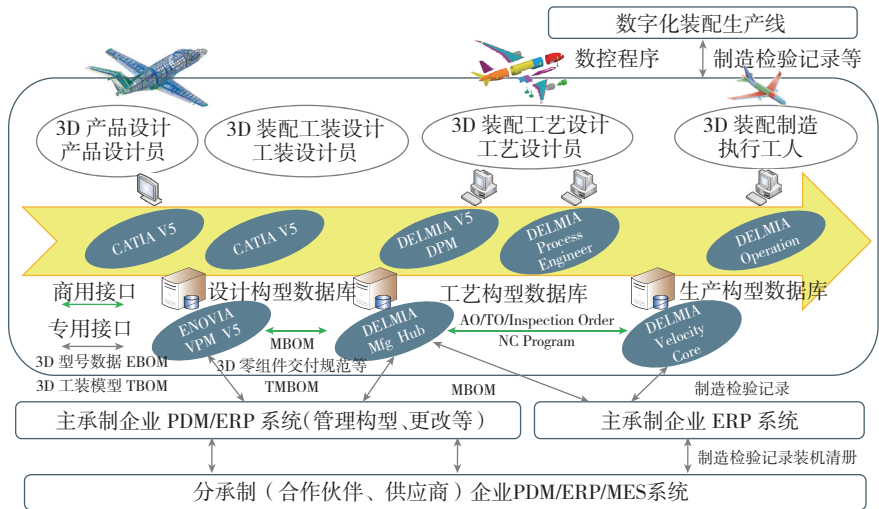 数字化装配生产线
数控程序
制造检验记录等
3D 产品设计
产品设计员
3D 装配工装设计
工装设计员
3D 装配工艺设计
工艺设计员
3D 装配制造
执行工人
CATIA V5
CATIA V5
DELMIA V5
DPM
DELMIA
Process
Engineer
DELMIA
Operation
商用接口
设计构型数据库
工艺构型数据库
生产构型数据库
专用接口
ENOVIA
VPM V5
MBOM
DELMIA
Mfg Hub
AO/TO/Inspection Order
NC Program
DELMIA
Velocity
Core
3D 型号数据 EBOM
3D 零组件交付规范等
3D 工装模型 TBOM
TMBOM
MBOM
制造检验记录
主承制企业 PDM/ERP 系统(管理构型、更改等)
主承制企业 ERP 系统
制造检验记录装机清册
分承制（合作伙伴、供应商）企业PDM/ERP/MES系统